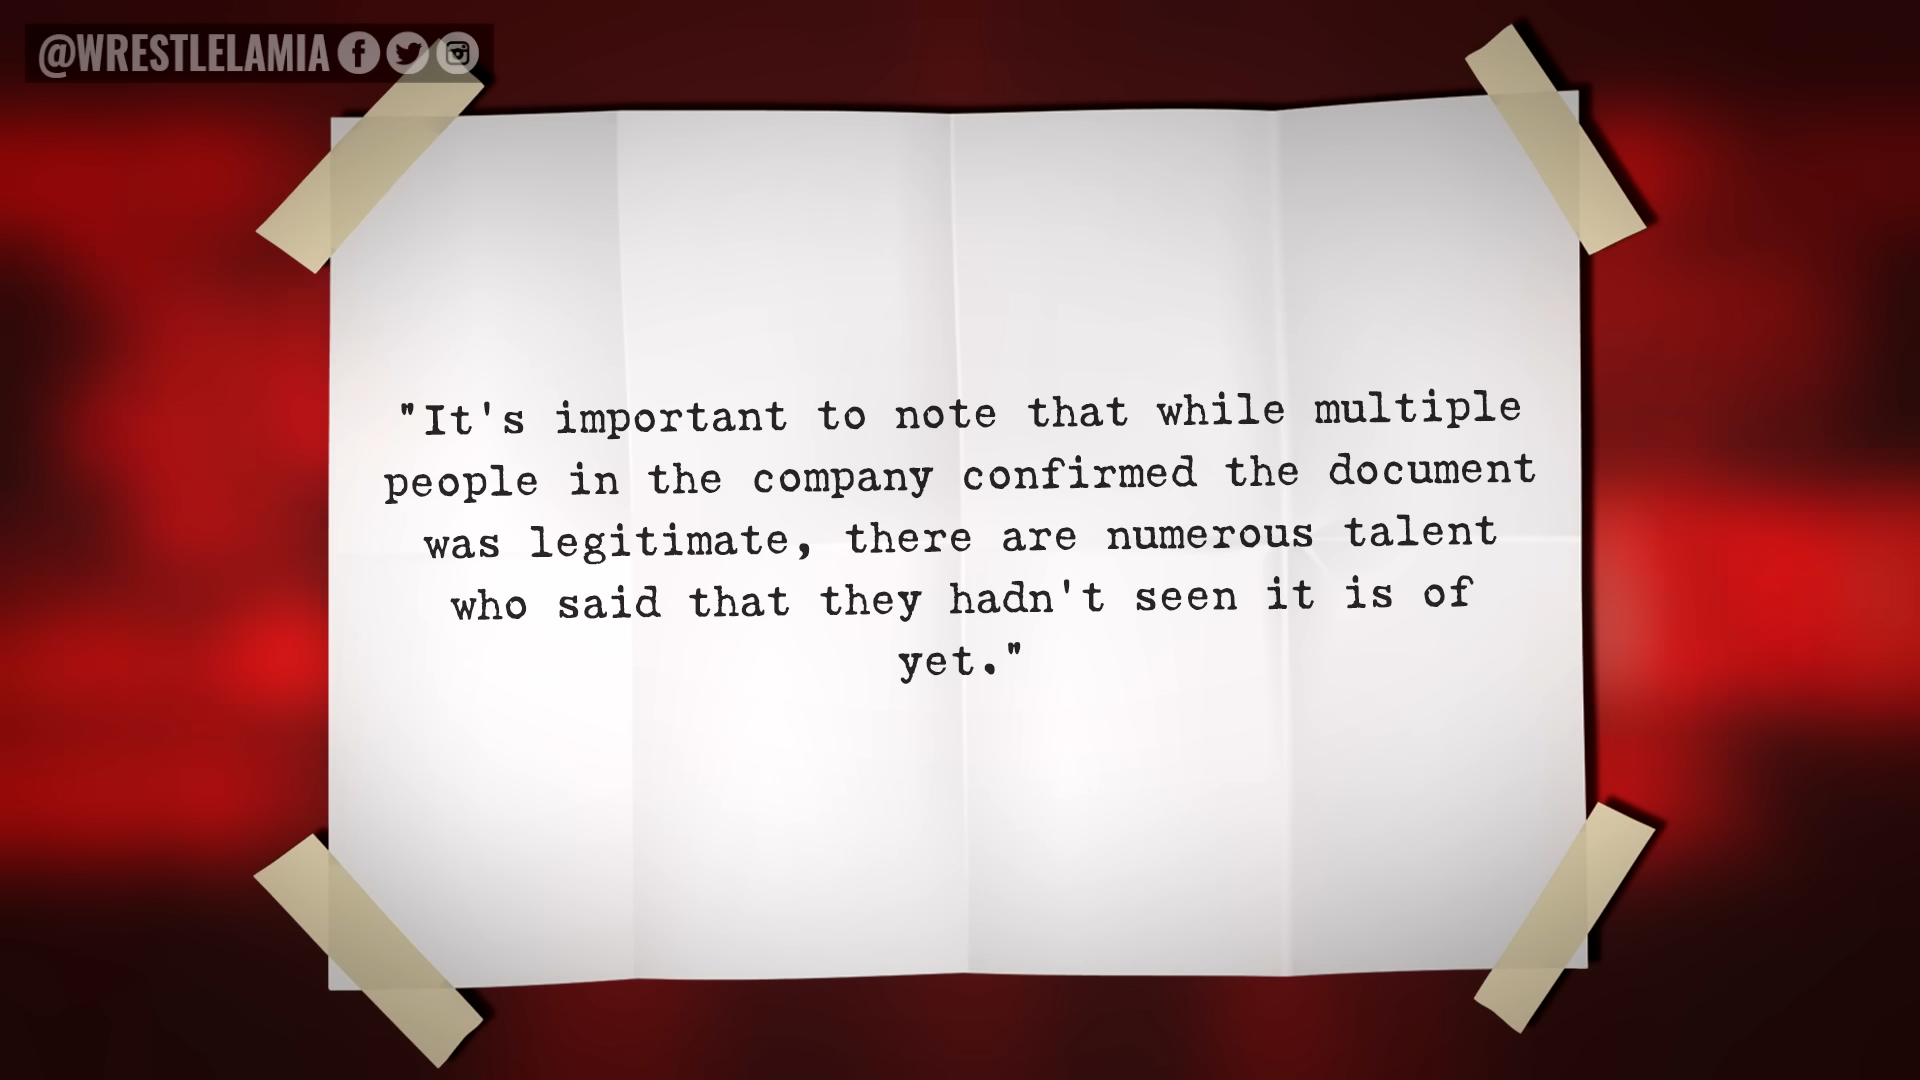 @WRESTLELAMIA
"It's important to note that while multiple
people in the company confirmed the document
was legitimate, there are numerous talent
who said that they hadn't seen it is of
yet."